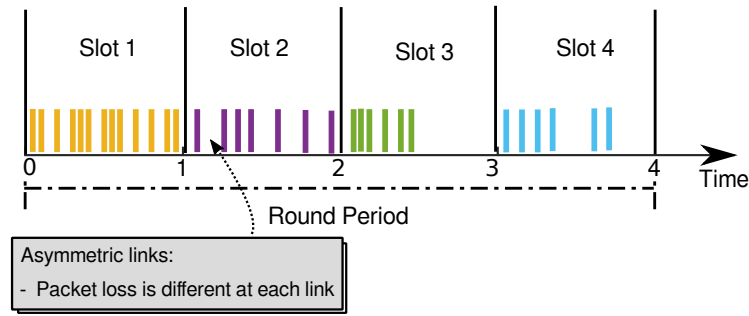 Slot 1
Slot 2
Slot 3
Slot 4
0
1
2
3
4
Time
Round Period
Asymmetric links:
- Packet loss is different at each link